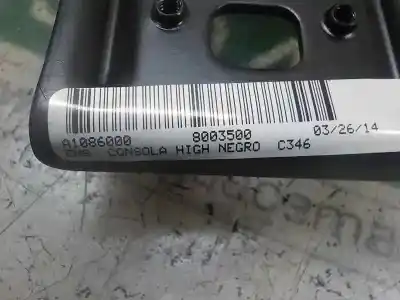 A1086000 8003500 03/26/14
CONSOLA HIGH NEGRO C346